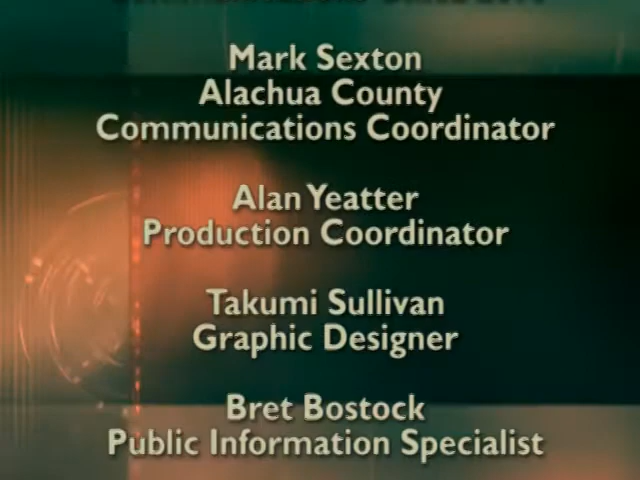 Mark Sexton
Alachua County
Communications Coordinator
Alan Yeatter
Production Coordinator
Takumi Sullivan
Graphic Designer
Bret Bostock
Public Information Specialist